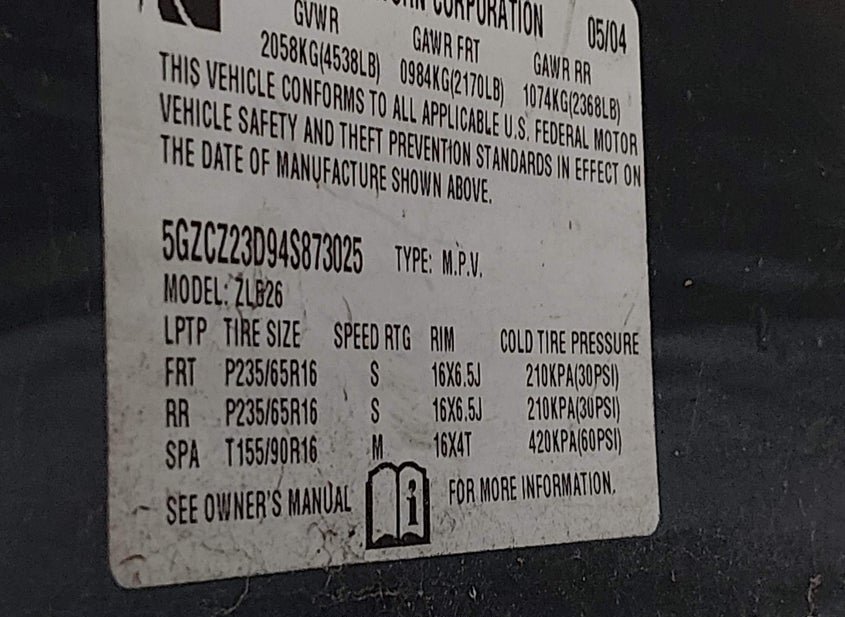 CORPORATION 05/04
GVWR GAWR FRT GAWR RR
2058KG(4538LB) 0984KG(2170LB) 1074KG(2368LB)
THIS VEHICLE CONFORMS TO ALL APPLICABLE U.S. FEDERAL MOTOR
VEHICLE SAFETY AND THEFT PREVENTION STANDARDS IN EFFECT ON
THE DATE OF MANUFACTURE SHOWN ABOVE.
5GZCZ23D94S873025 TYPE: M.P.V.
MODEL: ZLB26
LPTP TIRE SIZE SPEED RTG RIM COLD TIRE PRESSURE
FRT P235/65R16 S 16X6.5J 210KPA(30PSI)
RR P235/65R16 S 16X6.5J 210KPA(30PSI)
SPA T155/90R16 M 16X4T 420KPA(60PSI)
SEE OWNER'S MANUAL i FOR MORE INFORMATION.